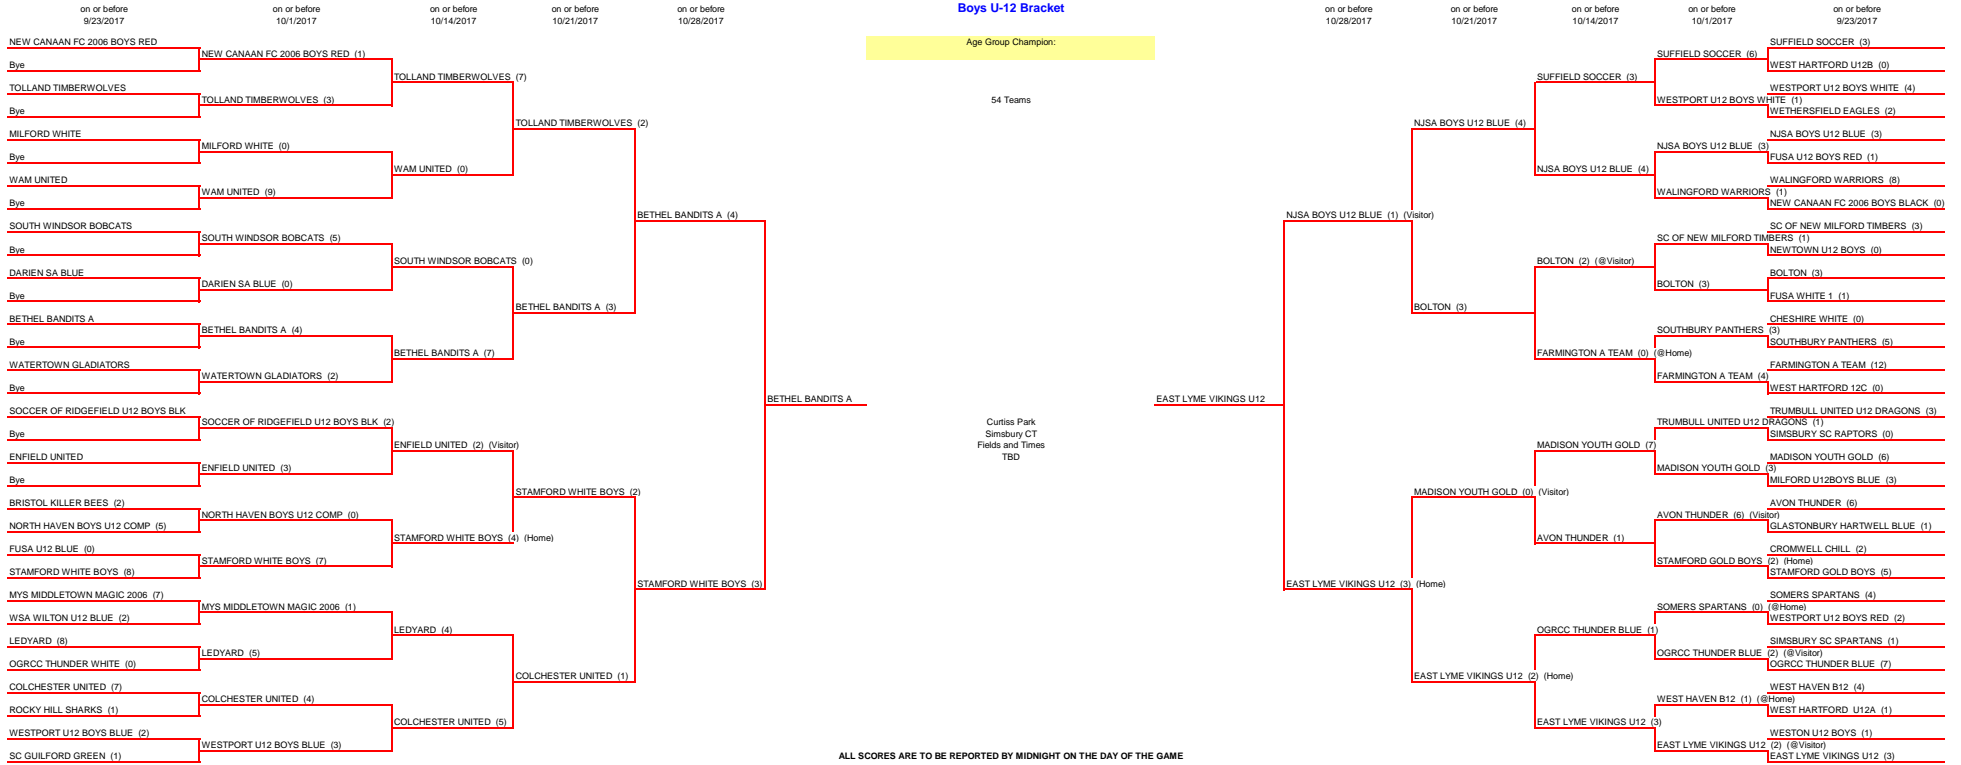 on or before
9/23/2017
on or before
10/1/2017
on or before
10/14/2017
on or before
10/21/2017
on or before
10/28/2017
Boys U-12 Bracket
on or before
10/28/2017
on or before
10/21/2017
on or before
10/14/2017
on or before
10/1/2017
on or before
9/23/2017
NEW CANAAN FC 2006 BOYS RED
Bye
TOLLAND TIMBERWOLVES
Bye
MILFORD WHITE
Bye
WAM UNITED
Bye
SOUTH WINDSOR BOBCATS
Bye
DARIEN SA BLUE
Bye
BETHEL BANDITS A
Bye
WATERTOWN GLADIATORS
Bye
SOCCER OF RIDGEFIELD U12 BOYS BLK
Bye
ENFIELD UNITED
Bye
BRISTOL KILLER BEES (2)
NORTH HAVEN BOYS U12 COMP (5)
FUSA U12 BLUE (0)
STAMFORD WHITE BOYS (8)
MYS MIDDLETOWN MAGIC 2006 (7)
WSA WILTON U12 BLUE (2)
LEDYARD (8)
OGRCC THUNDER WHITE (0)
COLCHESTER UNITED (7)
ROCKY HILL SHARKS (1)
WESTPORT U12 BOYS BLUE (2)
SC GUILFORD GREEN (1)
NEW CANAAN FC 2006 BOYS RED (1)
TOLLAND TIMBERWOLVES (3)
MILFORD WHITE (0)
WAM UNITED (9)
SOUTH WINDSOR BOBCATS (5)
DARIEN SA BLUE (0)
BETHEL BANDITS A (4)
WATERTOWN GLADIATORS (2)
SOCCER OF RIDGEFIELD U12 BOYS BLK (2)
ENFIELD UNITED (3)
NORTH HAVEN BOYS U12 COMP (0)
STAMFORD WHITE BOYS (7)
MYS MIDDLETOWN MAGIC 2006 (1)
LEDYARD (5)
COLCHESTER UNITED (4)
WESTPORT U12 BOYS BLUE (3)
TOLLAND TIMBERWOLVES (7)
WAM UNITED (0)
SOUTH WINDSOR BOBCATS (0)
BETHEL BANDITS A (7)
ENFIELD UNITED (2) (Visitor)
STAMFORD WHITE BOYS (4) (Home)
LEDYARD (4)
COLCHESTER UNITED (5)
TOLLAND TIMBERWOLVES (2)
BETHEL BANDITS A (3)
STAMFORD WHITE BOYS (2)
COLCHESTER UNITED (1)
BETHEL BANDITS A (4)
STAMFORD WHITE BOYS (3)
BETHEL BANDITS A
Age Group Champion:
54 Teams
Curtiss Park
Simsbury CT
Fields and Times
TBD
ALL SCORES ARE TO BE REPORTED BY MIDNIGHT ON THE DAY OF THE GAME
EAST LYME VIKINGS U12
NJSA BOYS U12 BLUE (1) (Visitor)
EAST LYME VIKINGS U12 (3) (Home)
NJSA BOYS U12 BLUE (4)
BOLTON (3)
MADISON YOUTH GOLD (0) (Visitor)
EAST LYME VIKINGS U12 (2) (Home)
SUFFIELD SOCCER (3)
NJSA BOYS U12 BLUE (4)
BOLTON (2) (@Visitor)
FARMINGTON A TEAM (0) (@Home)
MADISON YOUTH GOLD (7)
AVON THUNDER (1)
OGRCC THUNDER BLUE (1)
EAST LYME VIKINGS U12 (3)
SUFFIELD SOCCER (6)
WESTPORT U12 BOYS WHITE (1)
NJSA BOYS U12 BLUE (3)
WALINGFORD WARRIORS (1)
SC OF NEW MILFORD TIMBERS (1)
BOLTON (3)
SOUTHBURY PANTHERS (3)
FARMINGTON A TEAM (4)
TRUMBULL UNITED U12 DRAGONS (1)
MADISON YOUTH GOLD (3)
AVON THUNDER (6) (Visitor)
STAMFORD GOLD BOYS (2) (Home)
SOMERS SPARTANS (0) (@Home)
OGRCC THUNDER BLUE (2) (@Visitor)
WEST HAVEN B12 (1) (@Home)
EAST LYME VIKINGS U12 (2) (@Visitor)
SUFFIELD SOCCER (3)
WEST HARTFORD U12B (0)
WESTPORT U12 BOYS WHITE (4)
WETHERSFIELD EAGLES (2)
NJSA BOYS U12 BLUE (3)
FUSA U12 BOYS RED (1)
WALINGFORD WARRIORS (8)
NEW CANAAN FC 2006 BOYS BLACK (0)
SC OF NEW MILFORD TIMBERS (3)
NEWTOWN U12 BOYS (0)
BOLTON (3)
FUSA WHITE 1 (1)
CHESHIRE WHITE (0)
SOUTHBURY PANTHERS (5)
FARMINGTON A TEAM (12)
WEST HARTFORD 12C (0)
TRUMBULL UNITED U12 DRAGONS (3)
SIMSBURY SC RAPTORS (0)
MADISON YOUTH GOLD (6)
MILFORD U12BOYS BLUE (3)
AVON THUNDER (6)
GLASTONBURY HARTWELL BLUE (1)
CROMWELL CHILL (2)
STAMFORD GOLD BOYS (5)
SOMERS SPARTANS (4)
WESTPORT U12 BOYS RED (2)
SIMSBURY SC SPARTANS (1)
OGRCC THUNDER BLUE (7)
WEST HAVEN B12 (4)
WEST HARTFORD U12A (1)
WESTON U12 BOYS (1)
EAST LYME VIKINGS U12 (3)